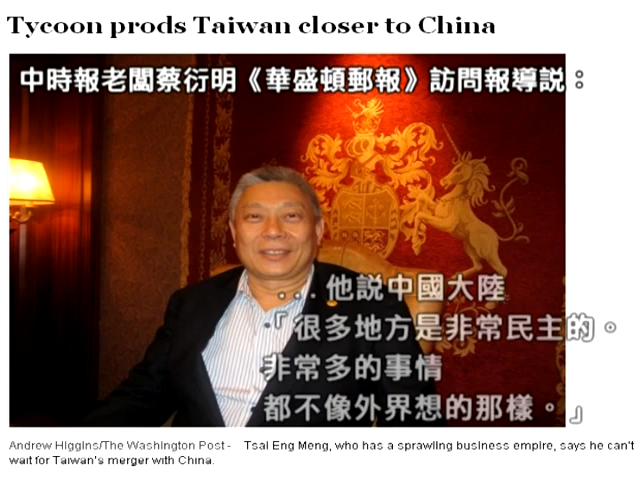 Tycoon prods Taiwan closer to China
中時報老闆蔡衍明《華盛頓郵報》訪問報導説：
...他説中國大陸
「很多地方是非常民主的。
非常多的事情
都不像外界想的那樣。」
Andrew Higgins/The Washington Post - Tsai Eng Meng, who has a sprawling business empire, says he can't
wait for Taiwan's merger with China.